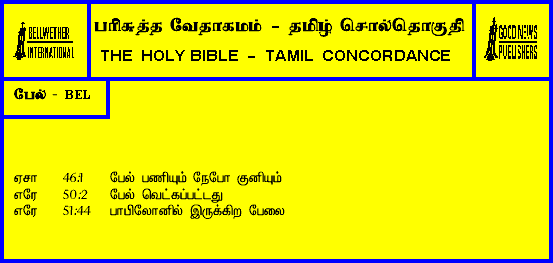 BELLWETHER
INTERNATIONAL
பரிசுத்த வேதாகமம் - தமிழ் சொல்தொகுதி
THE HOLY BIBLE - TAMIL CONCORDANCE
GOOD NEWS
PUBLISHERS
பேல் - BEL
ஏசா 46:1 பேல் பணியும் நேபோ குனியும்
எரே 50:2 பேல் வெட்கப்பட்டது
எரே 51:44 பாபிலோனில் இருக்கிற பேலை